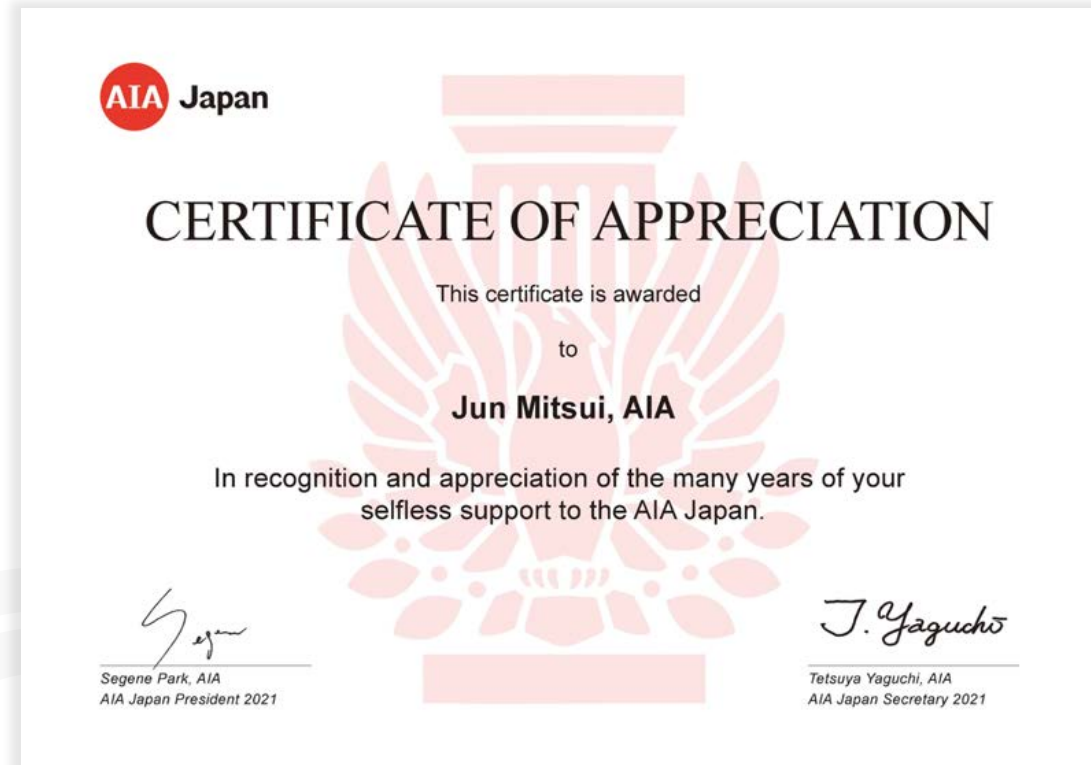 AIA Japan
CERTIFICATE OF APPRECIATION
This certificate is awarded
to
Jun Mitsui, AIA
In recognition and appreciation of the many years of your
selfless support to the AIA Japan.
Segene
Segene Park, AIA
AIA Japan President 2021
T. Yaguchi
Tetsuya Yaguchi, AIA
AIA Japan Secretary 2021